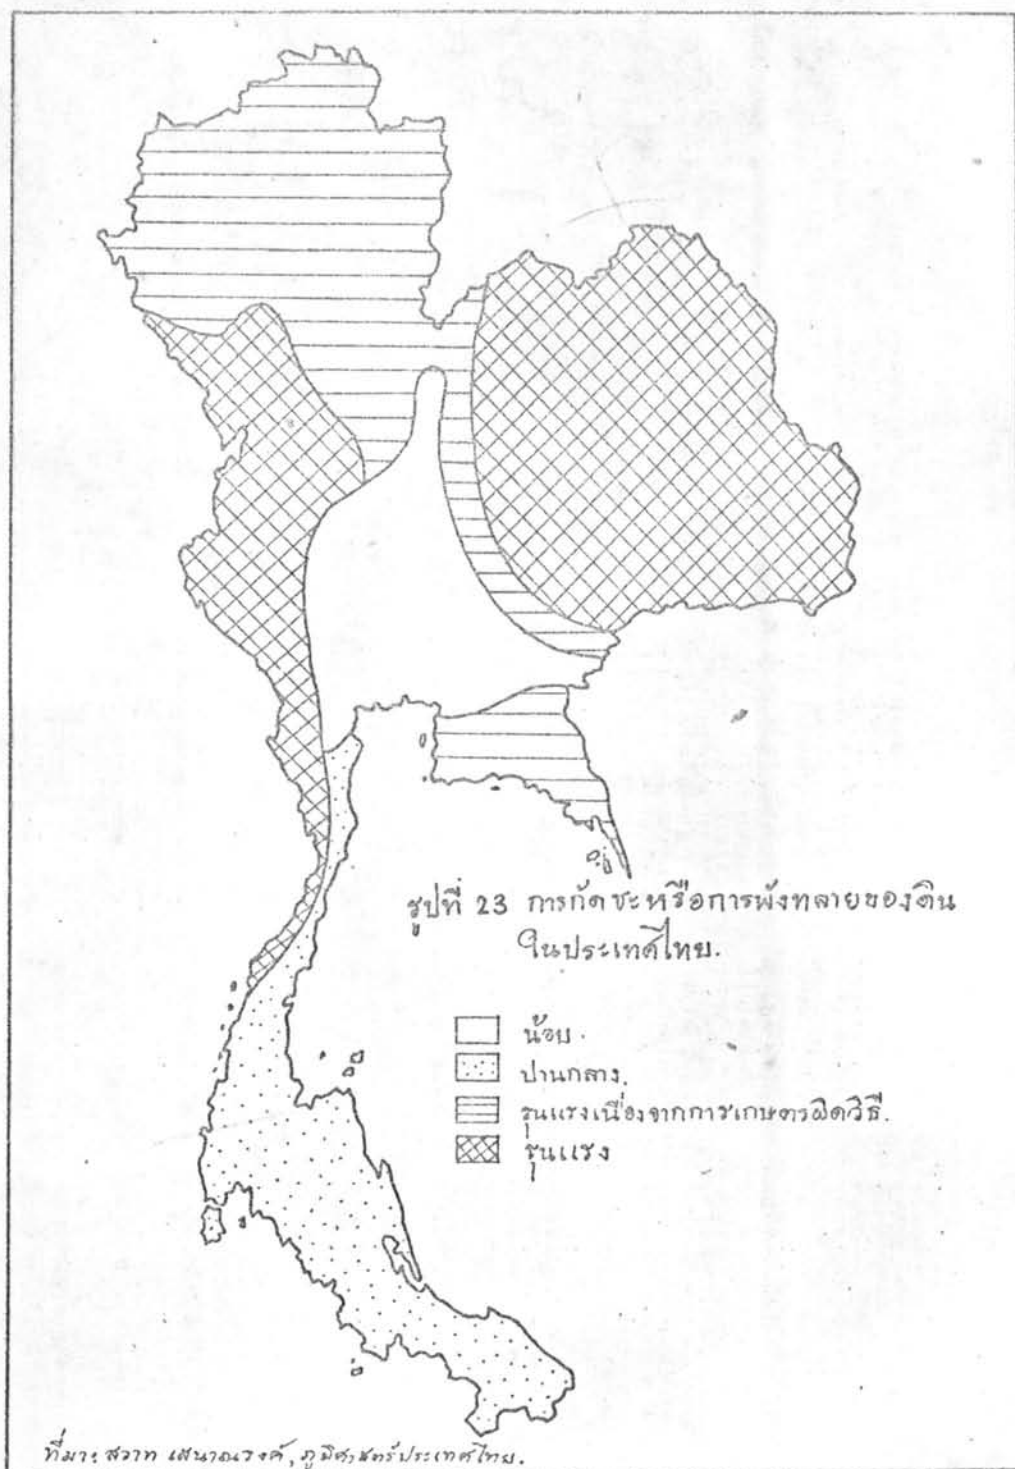 รูปที่ 23 การกัดชะหรือการพังทลายของดิน
ในประเทศไทย.
น้อย.
ปานกลาง.
รุนแรงเนื่องจากการเกษตรผิดวิธี.
รุนแรง
ที่มา: สวาท เสนาณรงค์, ภูมิศาสตร์ประเทศไทย.